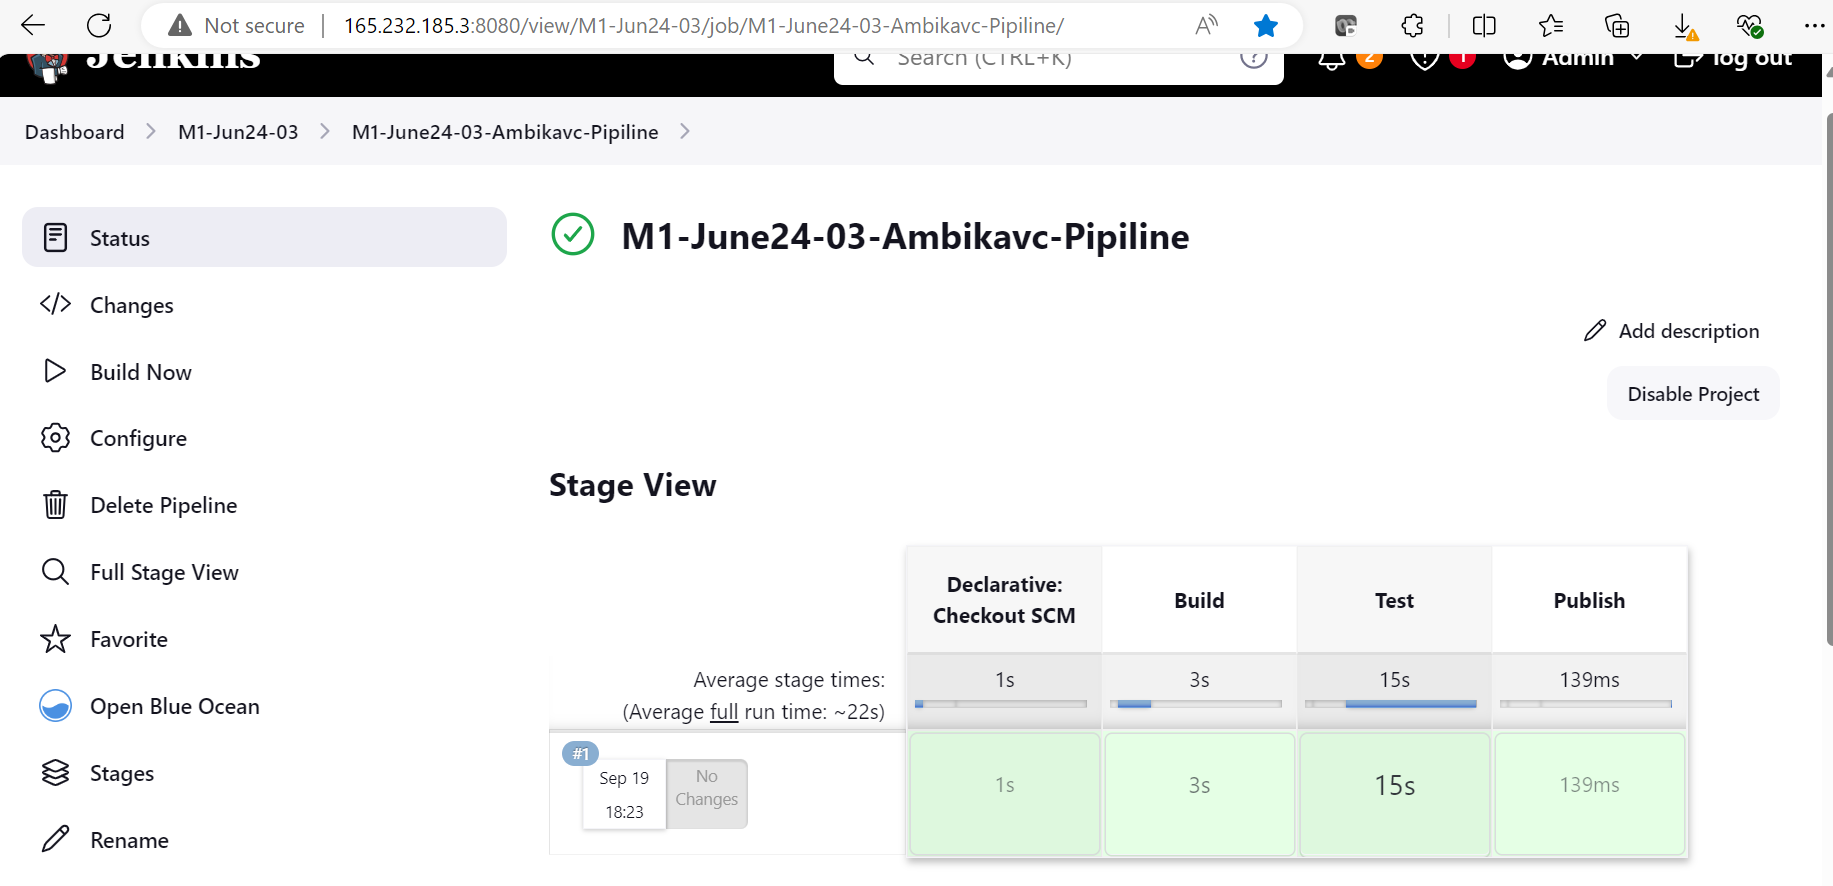 Not secure 165.232.185.3:8080/view/M1-Jun24-03/job/M1-June24-03-Ambikavc-Pipiline/
Jenkins Search (CTRL+K) ? 2 1 Admin log out
Dashboard M1-Jun24-03 M1-June24-03-Ambikavc-Pipiline
Status
Changes
Build Now
Configure
Delete Pipeline
Full Stage View
Favorite
Open Blue Ocean
Stages
Rename
M1-June24-03-Ambikavc-Pipiline
Add description
Disable Project
Stage View
Declarative:
Checkout SCM
Build
Test
Publish
Average stage times:
(Average full run time: ~22s)
1s 3s 15s 139ms
#1
Sep 19
18:23
No
Changes
1s 3s 15s 139ms